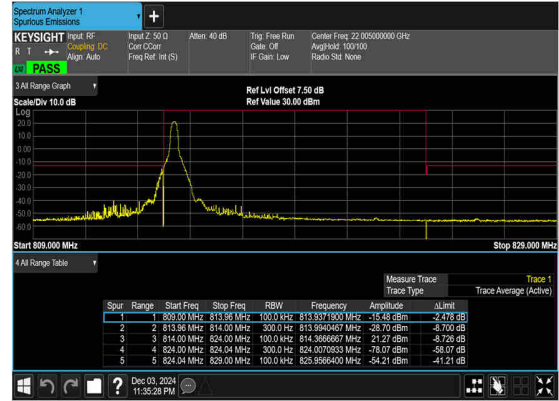 Spectrum Analyzer 1
Spurious Emissions
+
KEYSIGHT Input: RF Input Z: 50 Ω Atten: 40 dB Trig: Free Run Center Freq: 22.005000000 GHz
R T Coupling: DC Corr CCorr Gate: Off Avg|Hold: 100/100
Align: Auto Freq Ref: Int (S) IF Gain: Low Radio Std: None
PASS
3 All Range Graph
Ref Lvl Offset 7.50 dB
Scale/Div 10.0 dB Ref Value 30.00 dBm
Log
20.0
10.0
0.00
-10.0
-20.0
-30.0
-40.0
-50.0
-60.0
Start 809.000 MHz Stop 829.000 MHz
4 All Range Table
Measure Trace Trace 1
Trace Type Trace Average (Active)
Spur Range Start Freq Stop Freq RBW Frequency Amplitude ΔLimit
1 1 809.00 MHz 813.96 MHz 100.0 kHz 813.9371900 MHz -15.48 dBm -2.478 dB
2 2 813.96 MHz 814.00 MHz 300.0 Hz 813.9940467 MHz -28.70 dBm -8.700 dB
3 3 814.00 MHz 824.00 MHz 100.0 kHz 814.3666667 MHz 21.27 dBm -8.726 dB
4 4 824.00 MHz 824.04 MHz 300.0 Hz 824.0070933 MHz -78.07 dBm -58.07 dB
5 5 824.04 MHz 829.00 MHz 100.0 kHz 825.9566400 MHz -54.21 dBm -41.21 dB
? Dec 03, 2024
11:35:28 PM